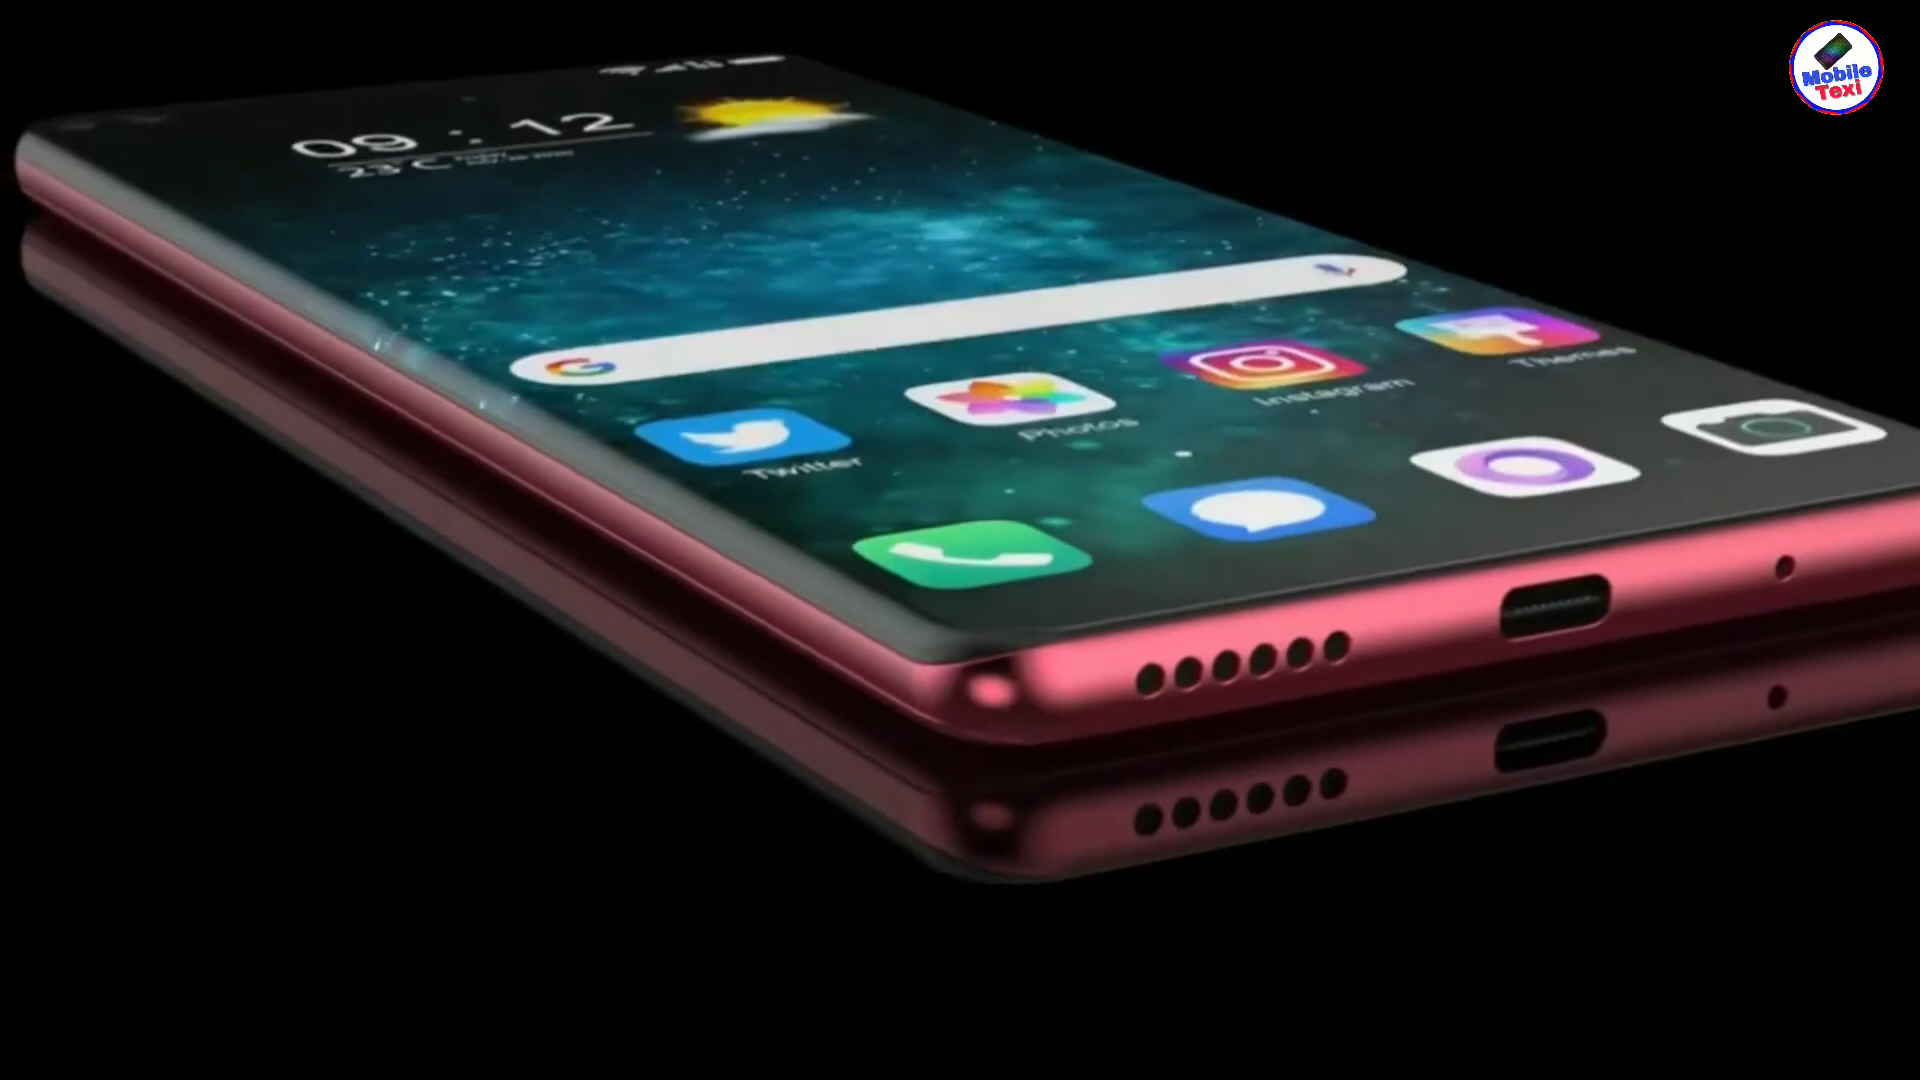 Mobile
Texi
09 : 12
23°C
Twitter
Photos
Instagram
Themes